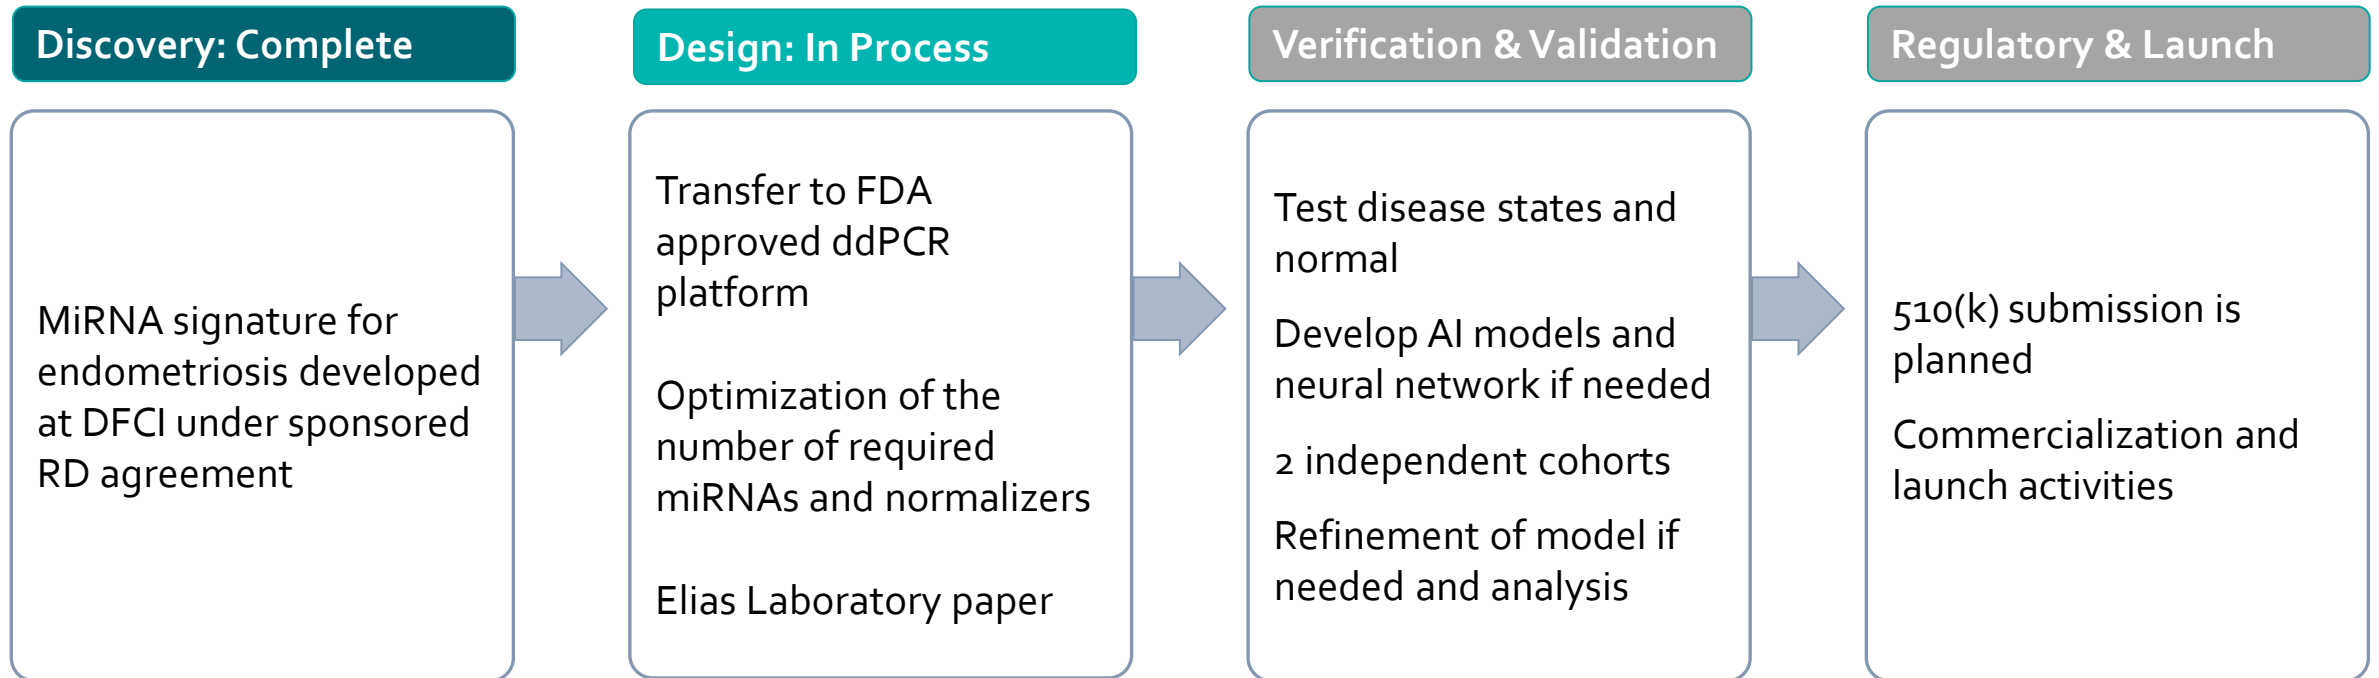 Discovery: Complete
MiRNA signature for
endometriosis developed
at DFCI under sponsored
RD agreement
Design: In Process
Transfer to FDA
approved ddPCR
platform
Optimization of the
number of required
miRNAs and normalizers
Elias Laboratory paper
Verification & Validation
Test disease states and
normal
Develop AI models and
neural network if needed
2 independent cohorts
Refinement of model if
needed and analysis
Regulatory & Launch
510(k) submission is
planned
Commercialization and
launch activities